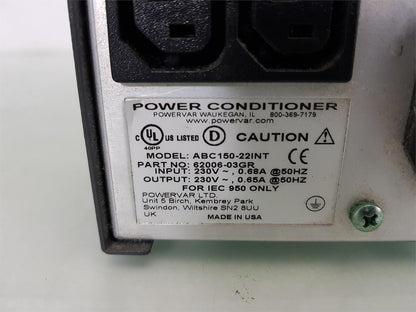 POWER CONDITIONER
POWERVAR WAUKEGAN, IL 800-369-7179
www.powervar.com
C UL US LISTED D CAUTION
40PP
MODEL: ABC150-22INT CE
PART NO: 62006-03GR
INPUT: 230V ~, 0.68A @50HZ
OUTPUT: 230V ~, 0.65A @50HZ
FOR IEC 950 ONLY
POWERVAR LTD.
Unit 5 Birch, Kembrey Park
Swindon, Wiltshire SN2 8UU
UK
MADE IN USA